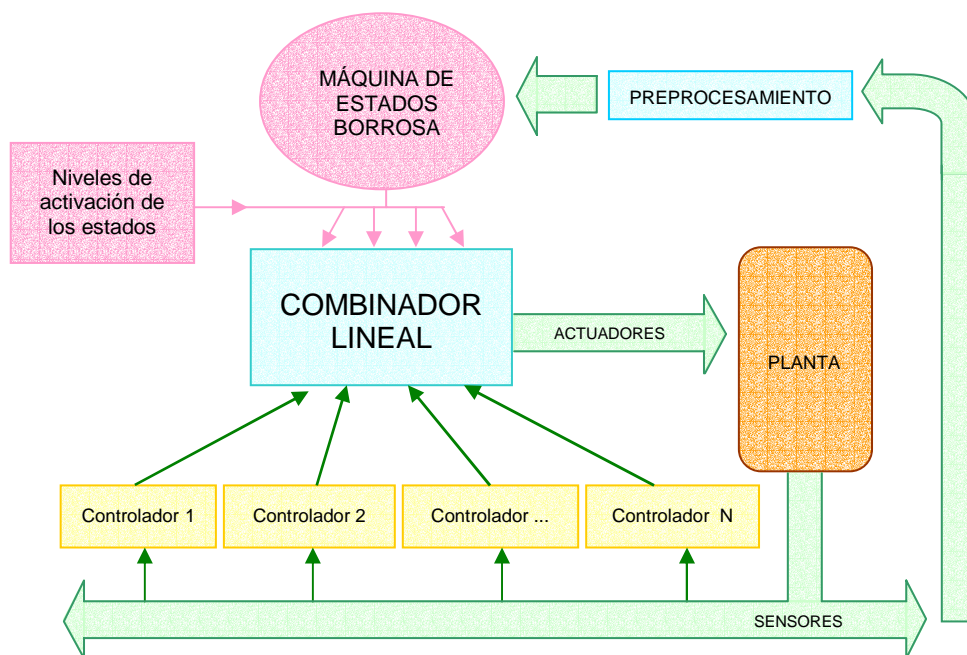 MÁQUINA DE
ESTADOS
BORROSA
PREPROCESAMIENTO
Niveles de
activación de
los estados
COMBINADOR
LINEAL
ACTUADORES
PLANTA
Controlador 1
Controlador 2
Controlador ...
Controlador N
SENSORES